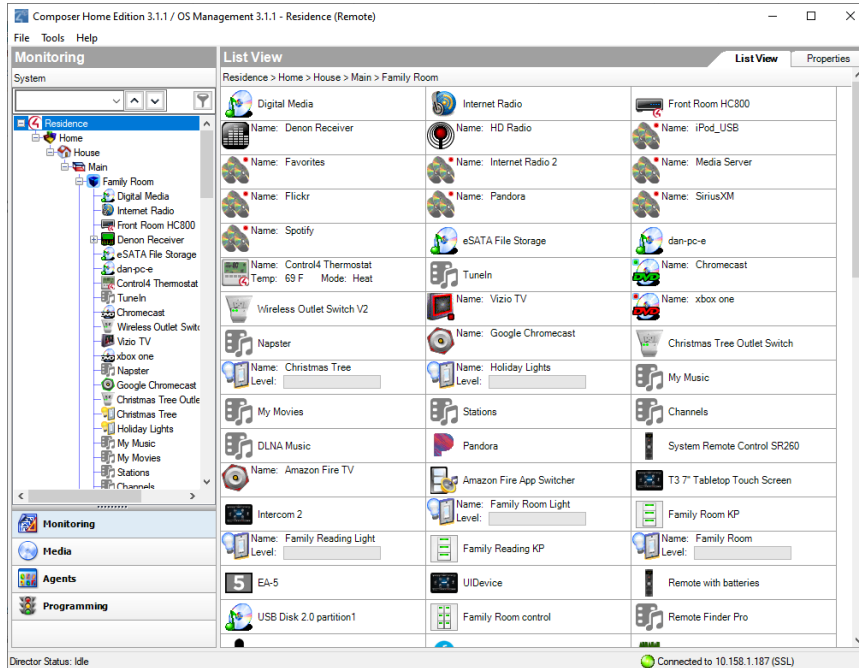 Composer Home Edition 3.1.1 / OS Management 3.1.1 - Residence (Remote)
File Tools Help
Monitoring
System
Residence
Home
House
Main
Family Room
Digital Media
Internet Radio
Front Room HC800
Denon Receiver
eSATA File Storage
dan-pc-e
Control4 Thermostat
TuneIn
Chromecast
Wireless Outlet Switc
Vizio TV
xbox one
Napster
Google Chromecast
Christmas Tree Outle
Christmas Tree
Holiday Lights
My Music
My Movies
Stations
Channels
Monitoring
Media
Agents
Programming
List View
List View Properties
Residence > Home > House > Main > Family Room
Digital Media Internet Radio Front Room HC800
Name: Denon Receiver Name: HD Radio Name: iPod_USB
Name: Favorites Name: Internet Radio 2 Name: Media Server
Name: Flickr Name: Pandora Name: SiriusXM
Name: Spotify eSATA File Storage dan-pc-e
Name: Control4 Thermostat TuneIn Name: Chromecast
Temp: 69 F Mode: Heat
Wireless Outlet Switch V2 Name: Vizio TV Name: xbox one
Napster Name: Google Chromecast Christmas Tree Outlet Switch
Name: Christmas Tree Name: Holiday Lights My Music
Level: Level:
My Movies Stations Channels
DLNA Music Pandora System Remote Control SR260
Name: Amazon Fire TV Amazon Fire App Switcher T3 7" Tabletop Touch Screen
Intercom 2 Name: Family Room Light Family Room KP
Level:
Name: Family Reading Light Family Reading KP Name: Family Room
Level: Level:
5 EA-5 UIDevice Remote with batteries
USB Disk 2.0 partition1 Family Room control Remote Finder Pro
Director Status: Idle Connected to 10.158.1.187 (SSL)